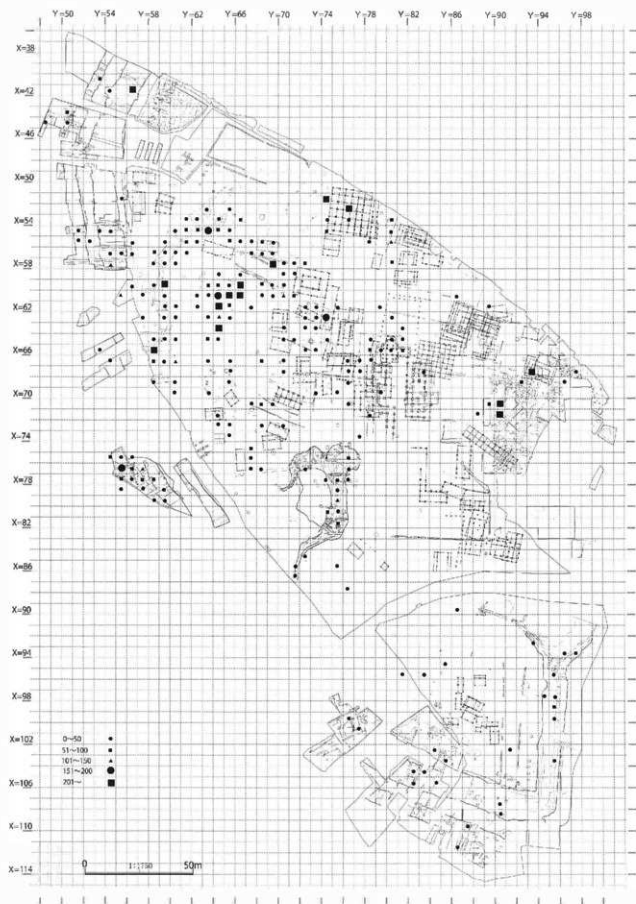 Y=50 Y=54 Y=58 Y=62 Y=66 Y=70 Y=74 Y=78 Y=82 Y=86 Y=90 Y=94 Y=98
X=38
X=42
X=46
X=50
X=54
X=58
X=62
X=66
X=70
X=74
X=78
X=82
X=86
X=90
X=94
X=98
X=102
0～50
51～100
101～150
151～200
201～
X=106
X=110
X=114
0 1:1750 50m